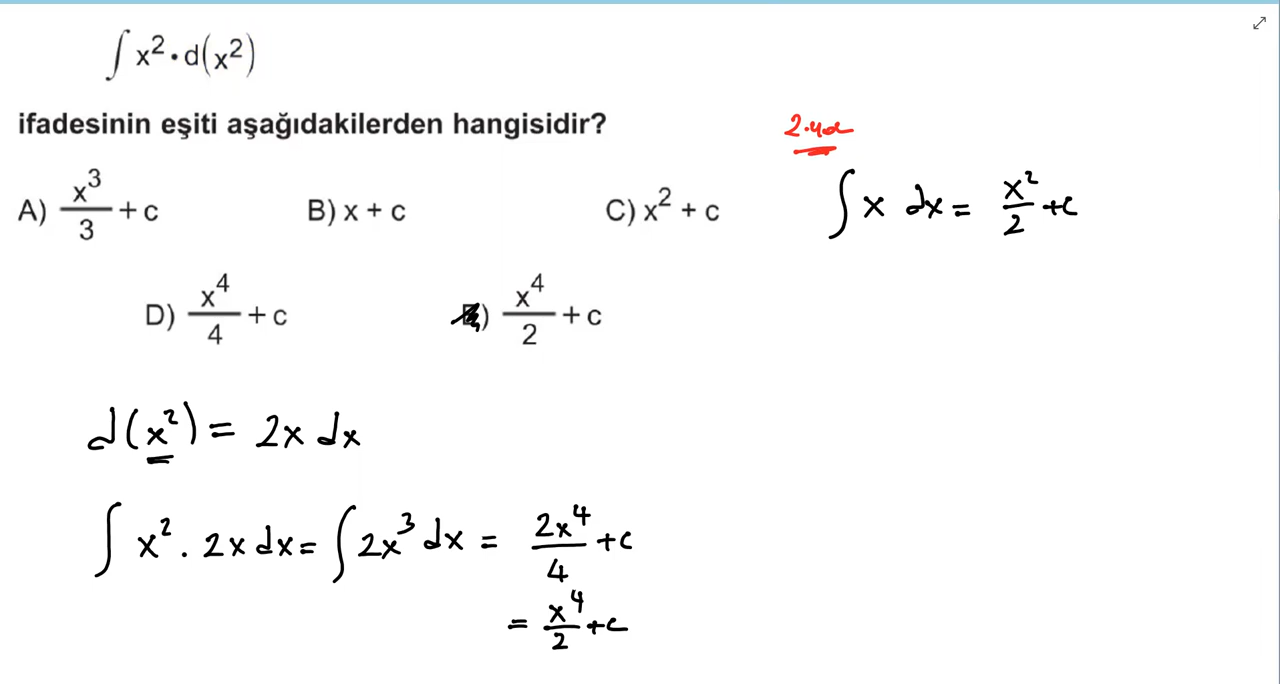 ∫ x² · d(x²)
ifadesinin eşiti aşağıdakilerden hangisidir?
A) x³/3 + c
B) x + c
C) x² + c
D) x⁴/4 + c
) x⁴/2 + c
2.
∫ x dx = x²/2 + c
d(x²) = 2x dx
∫ x² . 2x dx = ∫ 2x³ dx = 2x⁴/4 + c
= x⁴/2 + c